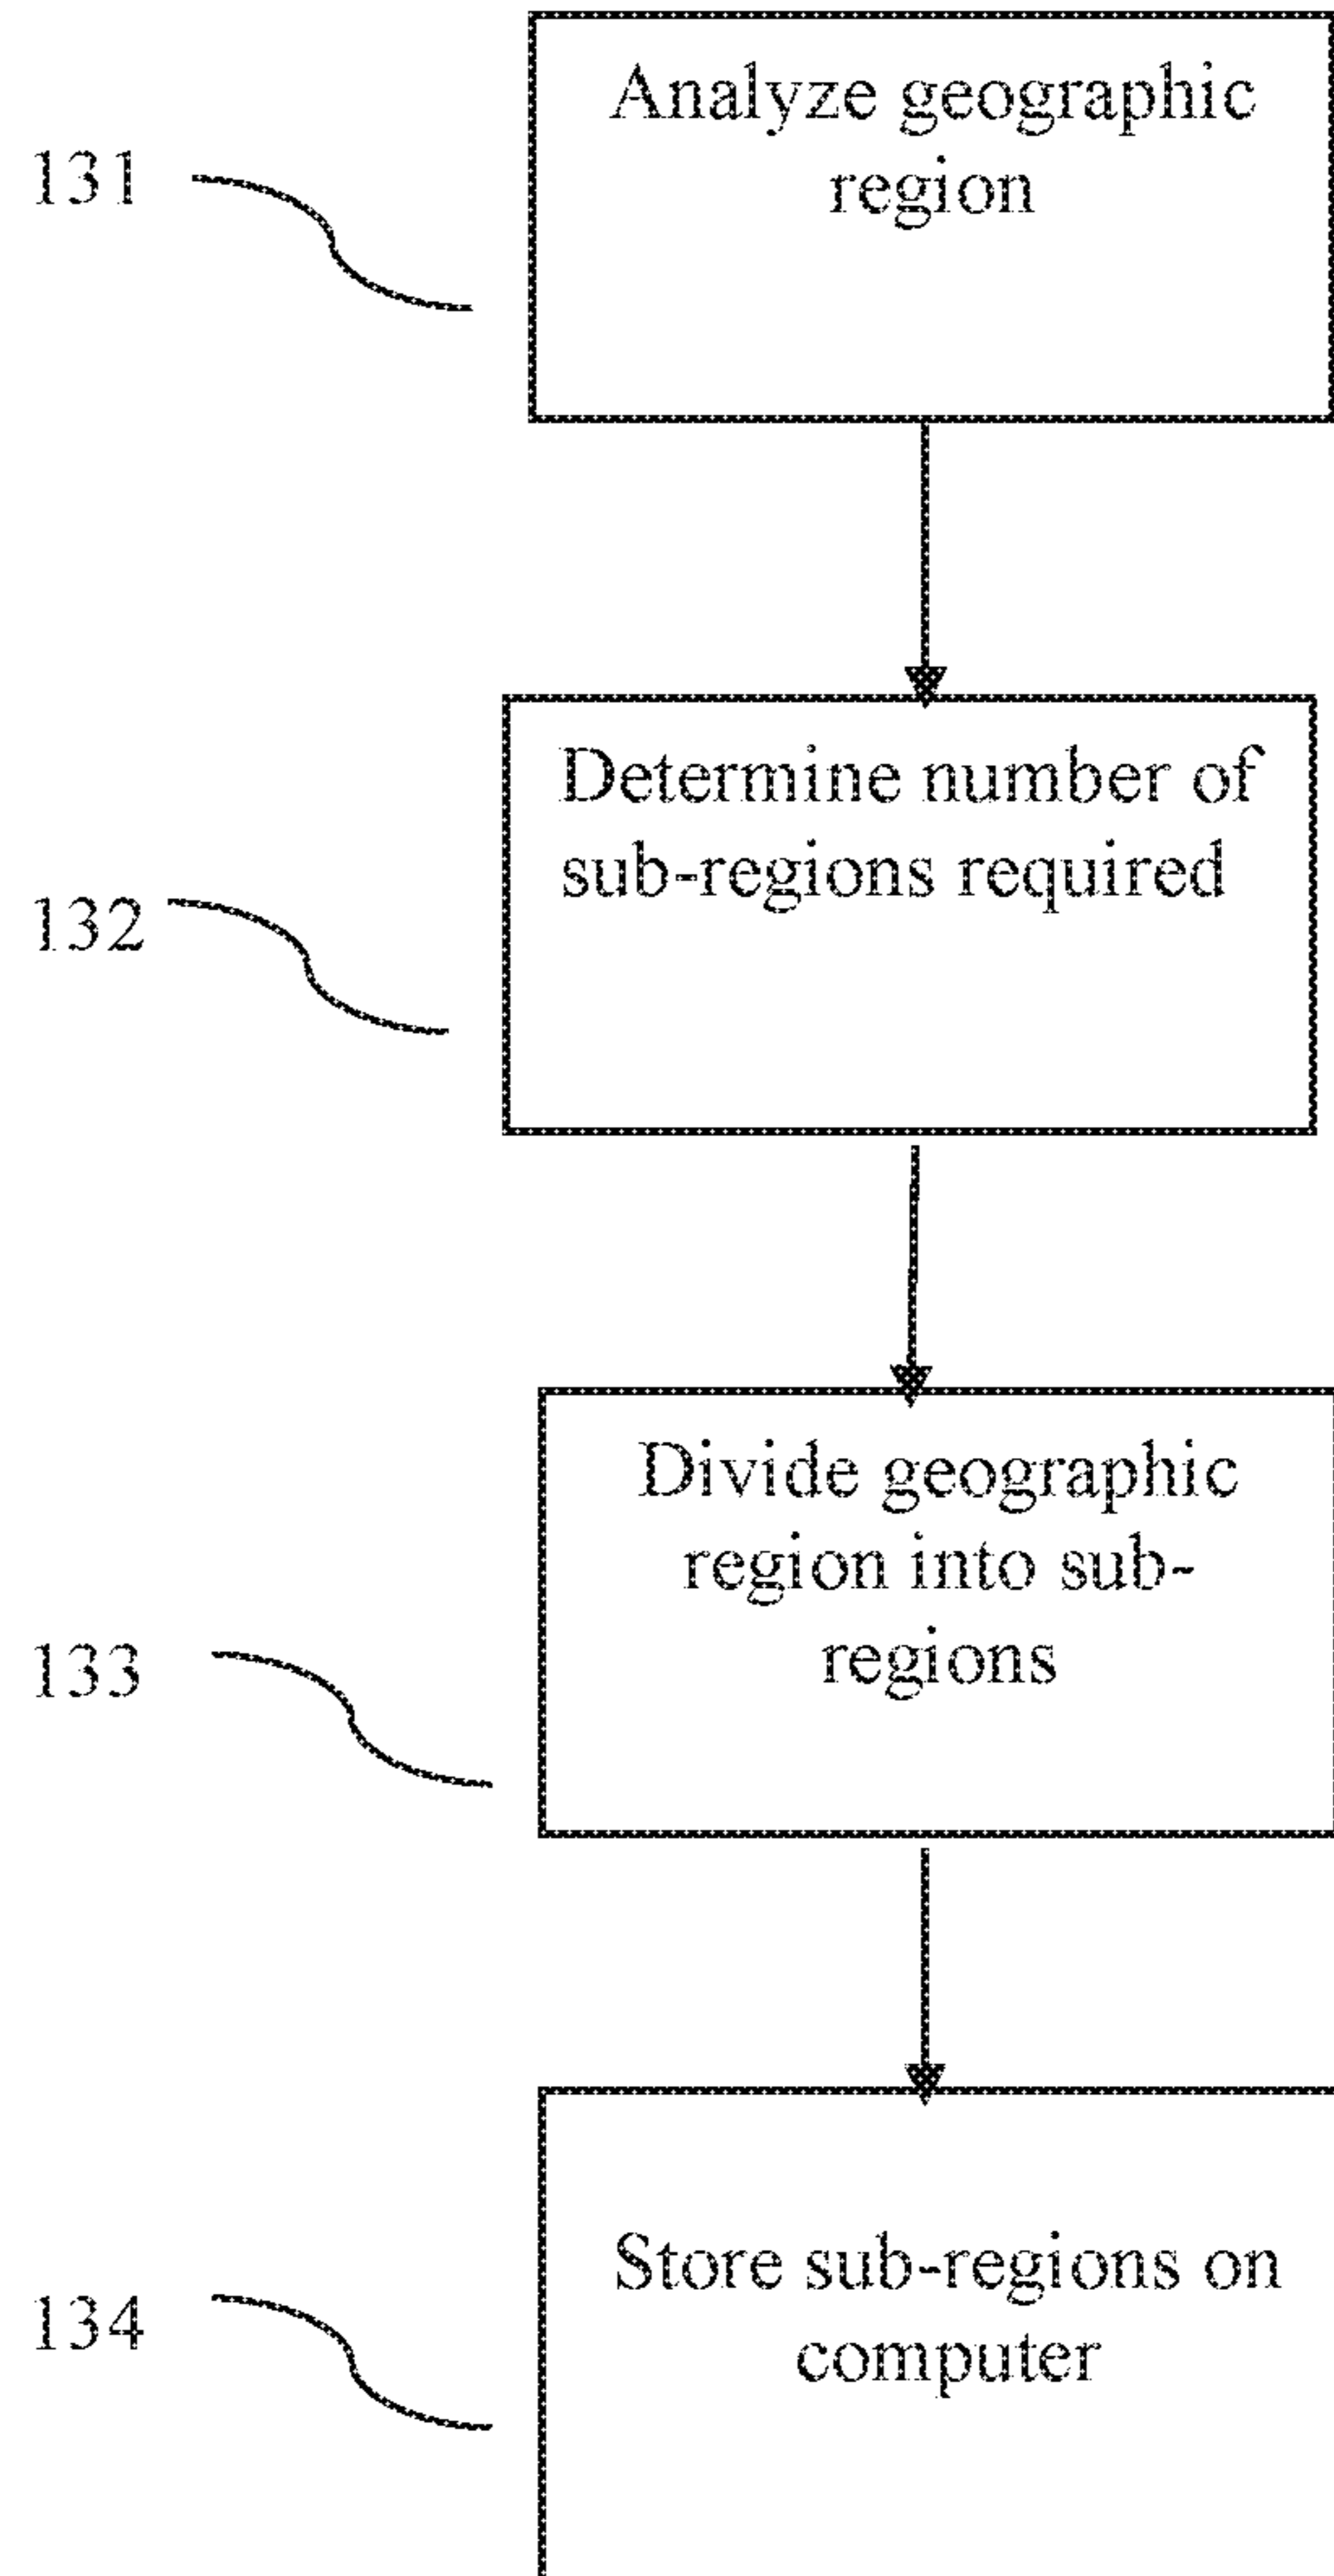 131
Analyze geographic
region
132
Determine number of
sub-regions required
133
Divide geographic
region into sub-
regions
134
Store sub-regions on
computer